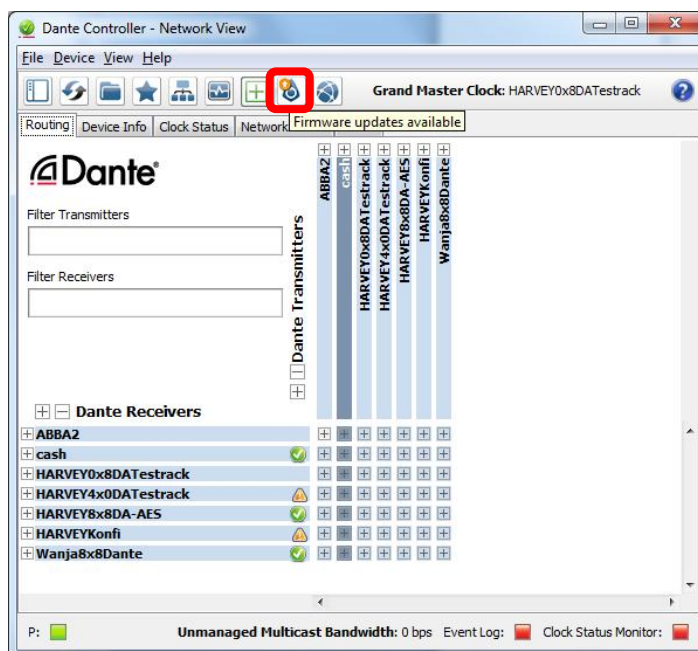 Dante Controller - Network View
File Device View Help
Grand Master Clock: HARVEY0x8DATestrack
Routing Device Info Clock Status Network
Firmware updates available
Dante®
Filter Transmitters
Filter Receivers
Dante Transmitters
ABBA2
cash
HARVEY0x8DATestrack
HARVEY4x0DATestrack
HARVEY8x8DA-AES
HARVEYKonfi
Wanja8x8Dante
Dante Receivers
ABBA2
cash
HARVEY0x8DATestrack
HARVEY4x0DATestrack
HARVEY8x8DA-AES
HARVEYKonfi
Wanja8x8Dante
P: Unmanaged Multicast Bandwidth: 0 bps Event Log: Clock Status Monitor: